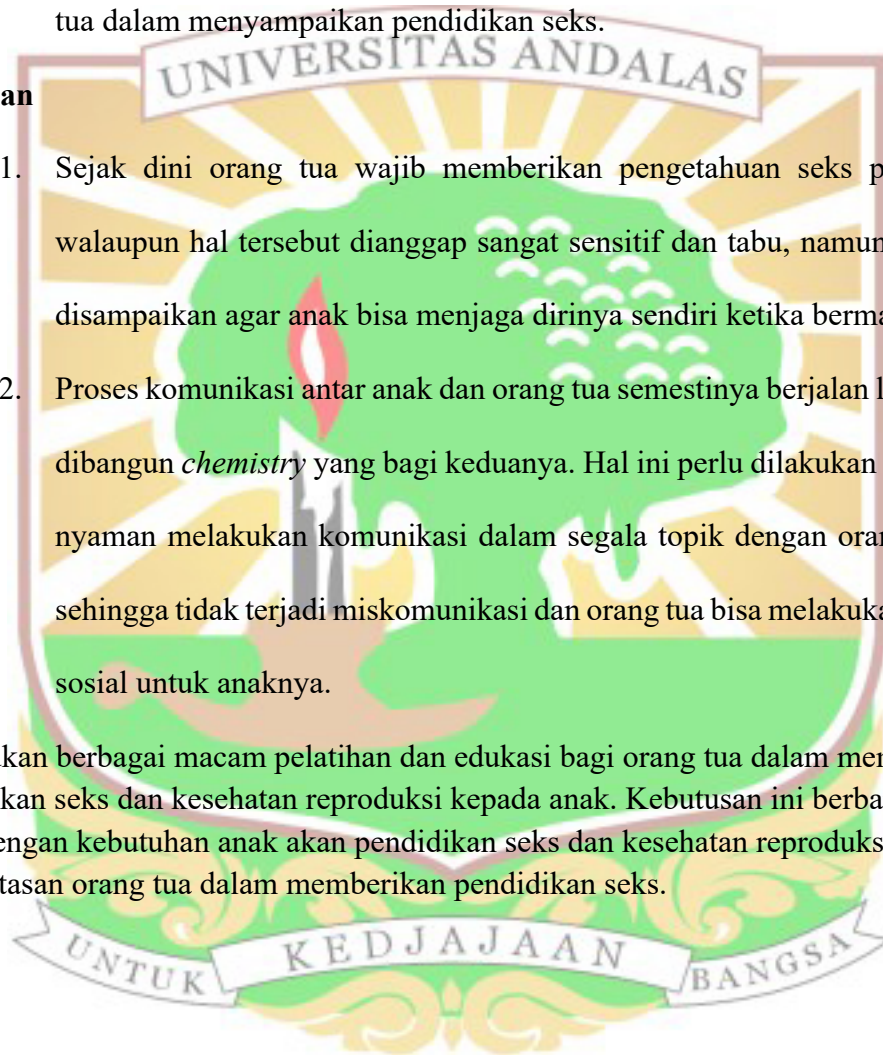 tua dalam menyampaikan pendidikan seks.
UNIVERSITAS ANDALAS
an
1. Sejak dini orang tua wajib memberikan pengetahuan seks p
walaupun hal tersebut dianggap sangat sensitif dan tabu, namun
disampaikan agar anak bisa menjaga dirinya sendiri ketika berma
2. Proses komunikasi antar anak dan orang tua semestinya berjalan l
dibangun chemistry yang bagi keduanya. Hal ini perlu dilakukan
nyaman melakukan komunikasi dalam segala topik dengan oran
sehingga tidak terjadi miskomunikasi dan orang tua bisa melakuka
sosial untuk anaknya.
kan berbagai macam pelatihan dan edukasi bagi orang tua dalam mem
kan seks dan kesehatan reproduksi kepada anak. Kebutusan ini berba
engan kebutuhan anak akan pendidikan seks dan kesehatan reproduks
tasan orang tua dalam memberikan pendidikan seks.
UNTUK KEDJAJAAN BANGSA